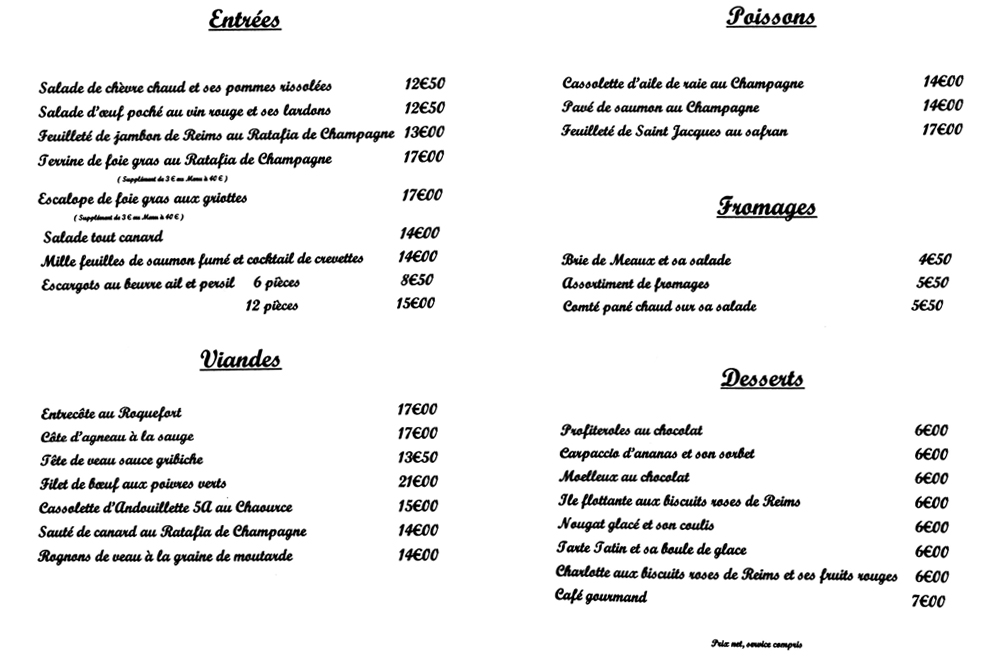 Entrées
Salade de chèvre chaud et ses pommes rissolées 12€50
Salade d'œuf poché au vin rouge et ses lardons 12€50
Feuilleté de jambon de Reims au Ratafia de Champagne 13€00
Terrine de foie gras au Ratafia de Champagne 17€00
( Supplément de 3 € au Menu à 40 € )
Escalope de foie gras aux griottes 17€00
( Supplément de 3 € au Menu à 40 € )
Salade tout canard 14€00
Mille feuilles de saumon fumé et cocktail de crevettes 14€00
Escargots au beurre ail et persil 6 pièces 8€50
12 pièces 15€00
Viandes
Entrecôte au Roquefort 17€00
Côte d'agneau à la sauge 17€00
Tête de veau sauce gribiche 13€50
Filet de bœuf aux poivres verts 21€00
Cassolette d'Andouillette 5A au Chaource 15€00
Sauté de canard au Ratafia de Champagne 14€00
Rognons de veau à la graine de moutarde 14€00
Poissons
Cassolette d'aile de raie au Champagne 14€00
Pavé de saumon au Champagne 14€00
Feuilleté de Saint Jacques au safran 17€00
Fromages
Brie de Meaux et sa salade 4€50
Assortiment de fromages 5€50
Comté pané chaud sur sa salade 5€50
Desserts
Profiteroles au chocolat 6€00
Carpaccio d'ananas et son sorbet 6€00
Moelleux au chocolat 6€00
Ile flottante aux biscuits roses de Reims 6€00
Nougat glacé et son coulis 6€00
Tarte Tatin et sa boule de glace 6€00
Charlotte aux biscuits roses de Reims et ses fruits rouges 6€00
Café gourmand 7€00
Prix net, service compris